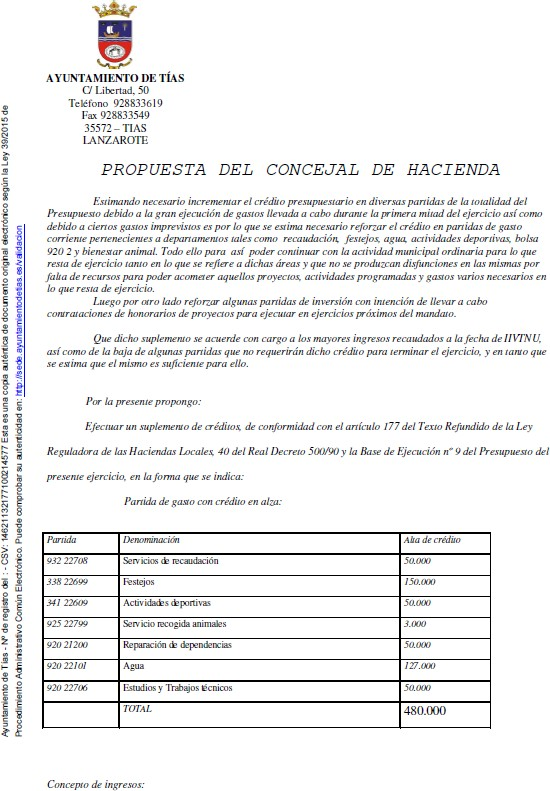 AYUNTAMIENTO DE TÍAS
C/ Libertad, 50
Teléfono 928833619
Fax 928833549
35572 – TIAS
LANZAROTE
PROPUESTA DEL CONCEJAL DE HACIENDA
Estimando necesario incrementar el crédito presupuestario en diversas partidas de la totalidad del
Presupuesto debido a la gran ejecución de gastos llevada a cabo durante la primera mitad del ejercicio así como
debido a ciertos gastos imprevistos es por lo que se estima necesario reforzar el crédito en partidas de gasto
corriente pertenecientes a departamentos tales como recaudación, festejos, agua, actividades deportivas, bolsa
920 2 y bienestar animal. Todo ello para así poder continuar con la actividad municipal ordinaria para lo que
resta de ejercicio tanto en lo que se refiere a dichas áreas y que no se produzcan disfunciones en las mismas por
falta de recursos para poder acometer aquellos proyectos, actividades programadas y gastos varios necesarios en
lo que resta de ejercicio.
Luego por otro lado reforzar algunas partidas de inversión con intención de llevar a cabo
contrataciones de honorarios de proyectos para ejecutar en ejercicios próximos del mandato.
Que dicho suplemento se acuerde con cargo a los mayores ingresos recaudados a la fecha de IIVTNU,
así como de la baja de algunas partidas que no requerirán dicho crédito para terminar el ejercicio, y en tanto que
se estima que el mismo es suficiente para ello.
Por la presente propongo:
Efectuar un suplemento de créditos, de conformidad con el artículo 177 del Texto Refundido de la Ley
Reguladora de las Haciendas Locales, 40 del Real Decreto 500/90 y la Base de Ejecución nº 9 del Presupuesto del
presente ejercicio, en la forma que se indica:
Partida de gasto con crédito en alza:
Partida Denominación Alta de crédito
932 22708 Servicios de recaudación 50.000
338 22699 Festejos 150.000
341 22609 Actividades deportivas 50.000
925 22799 Servicio recogida animales 3.000
920 21200 Reparación de dependencias 50.000
920 22101 Agua 127.000
920 22706 Estudios y Trabajos técnicos 50.000
TOTAL 480.000
Concepto de ingresos:
Ayuntamiento de Tías - Nº de registro del : - CSV: 14621132177100214577 Esta es una copia auténtica de documento original electrónico según la Ley 39/2015 de
Procedimiento Administrativo Común Electrónico. Puede comprobar su autenticidad en: http://sede.ayuntamientodetias.es/validacion